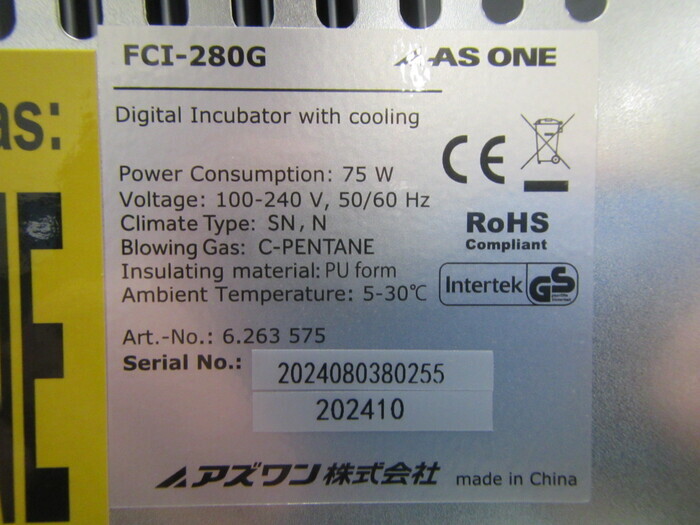 FCI-280G
AS ONE
Digital Incubator with cooling
Power Consumption: 75 W
Voltage: 100-240 V, 50/60 Hz
Climate Type: SN, N
Blowing Gas: C-PENTANE
Insulating material: PU form
Ambient Temperature: 5-30℃
CE
RoHS
Compliant
Intertek GS
Art.-No.: 6.263 575
Serial No.: 2024080380255
202410
アズワン株式会社
made in China
as:
NE